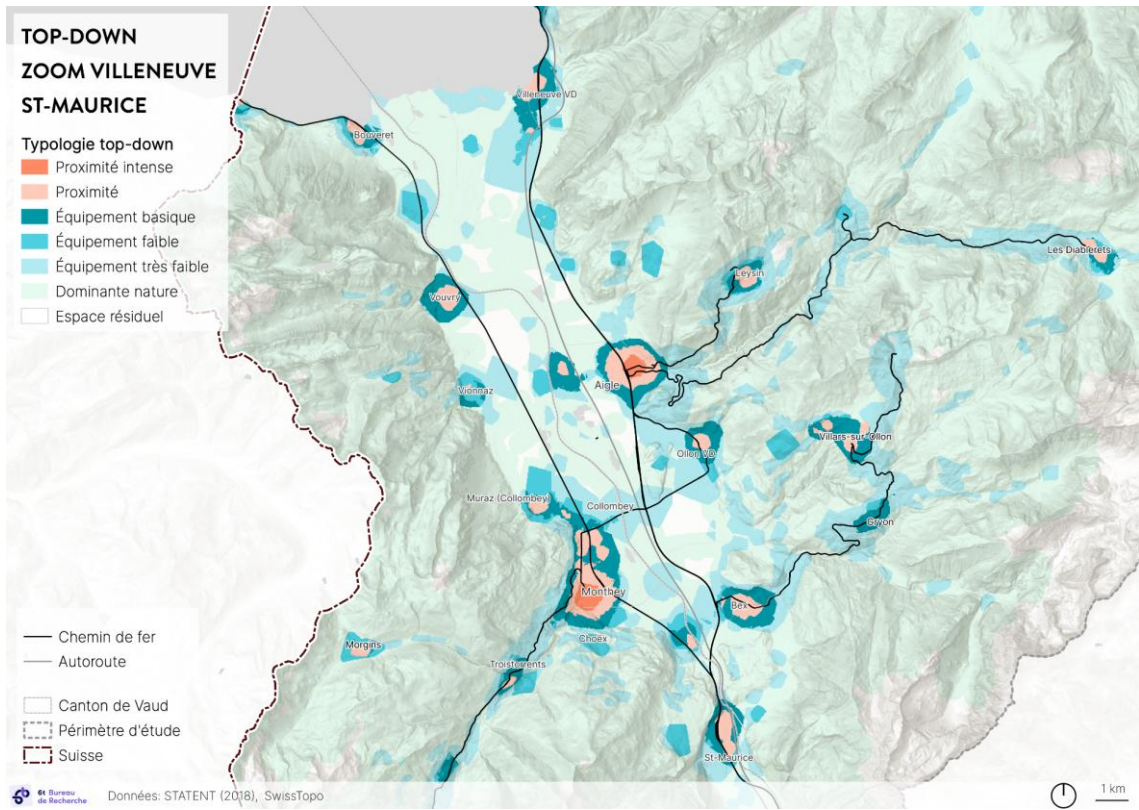 TOP-DOWN
ZOOM VILLENEUVE
ST-MAURICE
Typologie top-down
Proximité intense
Proximité
Équipement basique
Équipement faible
Équipement très faible
Dominante nature
Espace résiduel
Villeneuve VD
Bouveret
Les Diablerets
Leysin
Vouvry
Aigle
Vionnaz
Villars-sur-Ollon
Ollon VD
Muraz (Collombey)
Collombey
Gryon
Monthey
Bex
Choëx
Morgins
Troistorrents
St-Maurice
Chemin de fer
Autoroute
Canton de Vaud
Périmètre d'étude
Suisse
6t Bureau
de Recherche
Données: STATENT (2018), SwissTopo
1 km